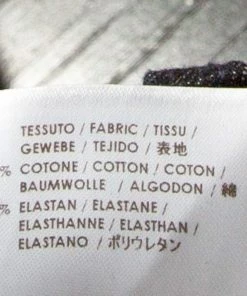 TESSUTO / FABRIC / TISSU /
GEWEBE / TEJIDO / 表地
% COTONE / COTTON / COTON /
BAUMWOLLE / ALGODON / 綿
% ELASTAN / ELASTANE /
ELASTHANNE / ELASTHAN /
ELASTANO / ポリウレタン